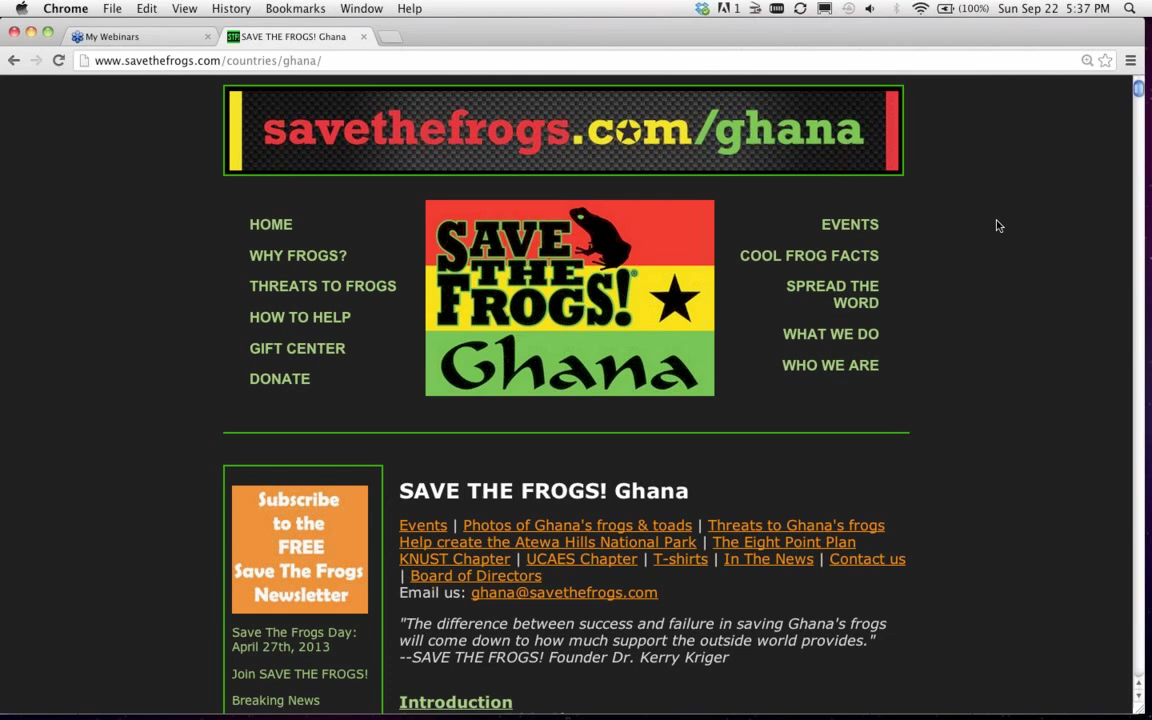 Chrome File Edit View History Bookmarks Window Help
1 (100%) Sun Sep 22 5:37 PM
My Webinars
STF SAVE THE FROGS! Ghana
www.savethefrogs.com/countries/ghana/
savethefrogs.com/ghana
HOME
WHY FROGS?
THREATS TO FROGS
HOW TO HELP
GIFT CENTER
DONATE
SAVE
THE
FROGS!®
Ghana
EVENTS
COOL FROG FACTS
SPREAD THE
WORD
WHAT WE DO
WHO WE ARE
Subscribe
to the
FREE
Save The Frogs
Newsletter
Save The Frogs Day:
April 27th, 2013
Join SAVE THE FROGS!
Breaking News
SAVE THE FROGS! Ghana
Events | Photos of Ghana's frogs & toads | Threats to Ghana's frogs
Help create the Atewa Hills National Park | The Eight Point Plan
KNUST Chapter | UCAES Chapter | T-shirts | In The News | Contact us
| Board of Directors
Email us: ghana@savethefrogs.com
"The difference between success and failure in saving Ghana's frogs
will come down to how much support the outside world provides."
--SAVE THE FROGS! Founder Dr. Kerry Kriger
Introduction